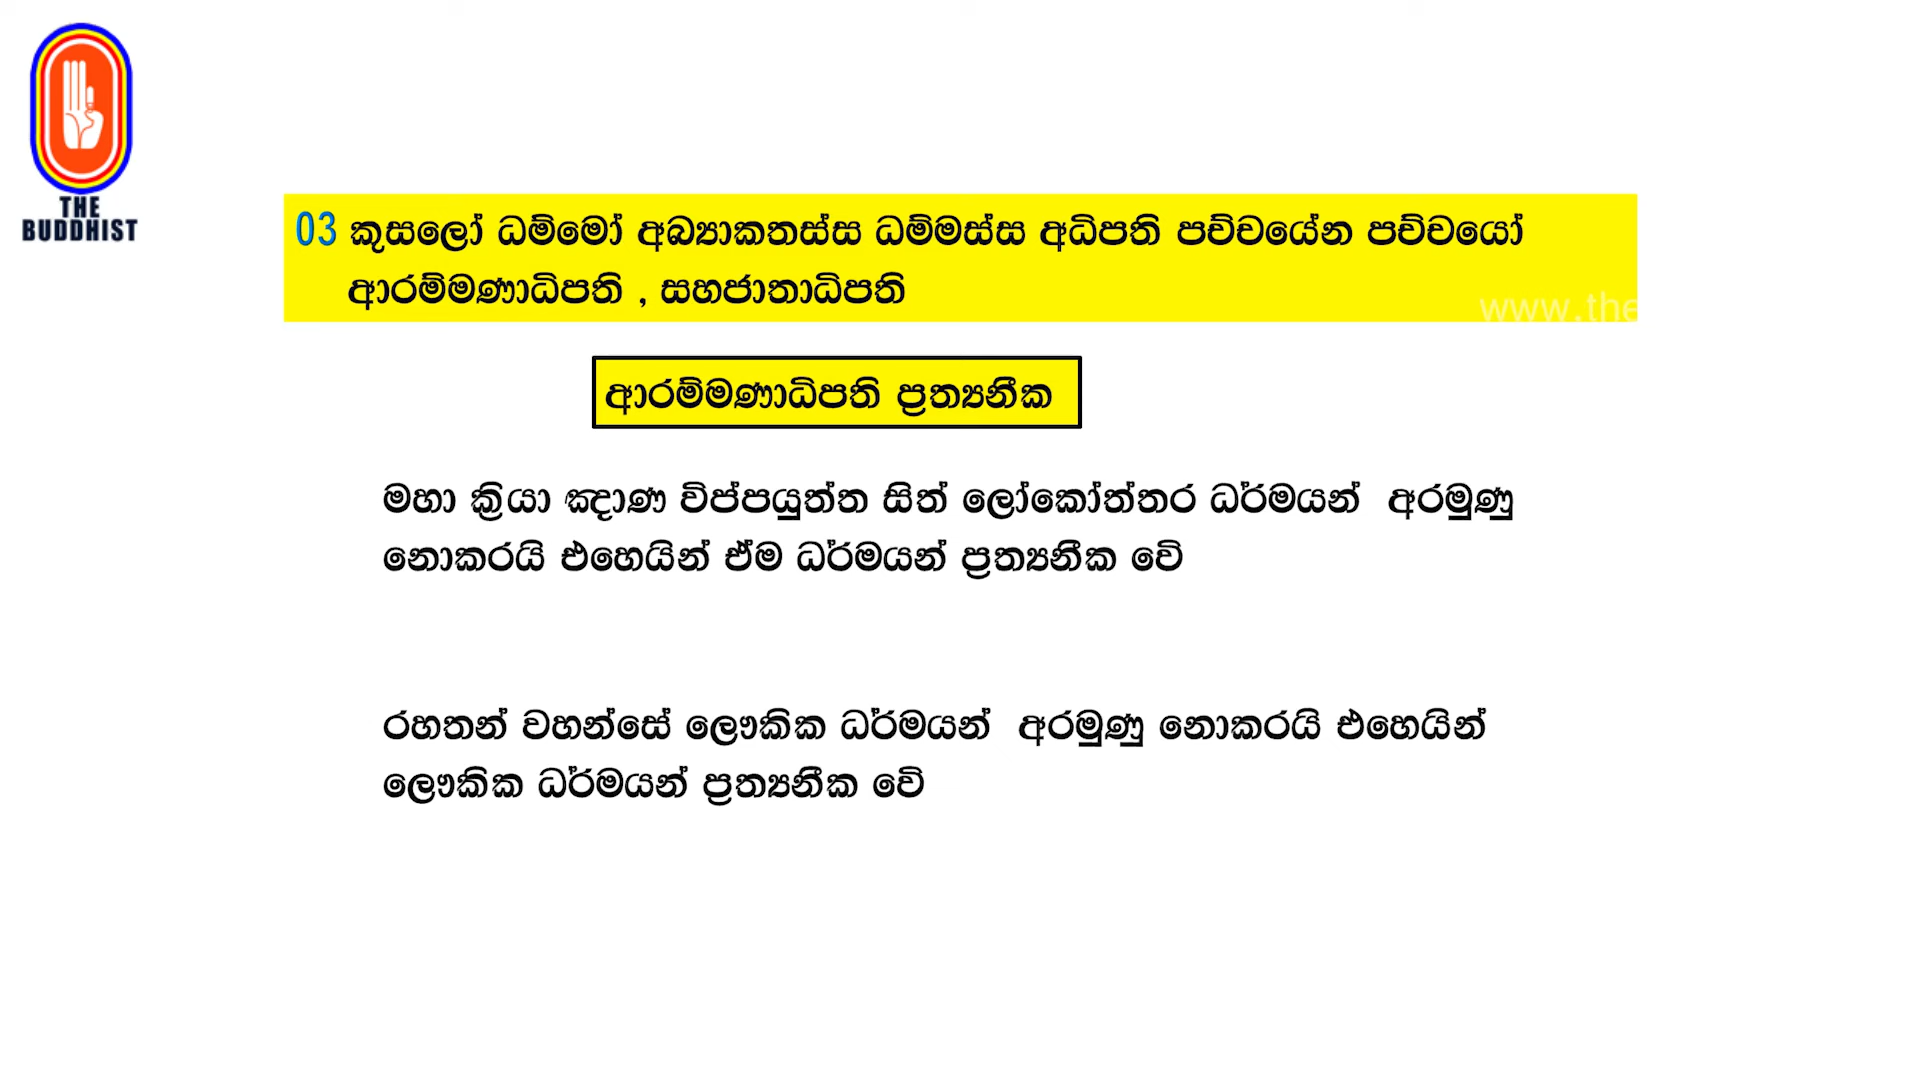 THE
BUDDHIST
03 කුසලෝ ධම්මෝ අබ්‍යාකතස්ස ධම්මස්ස අධිපති පච්චයේන පච්චයෝ
ආරම්මණාධිපති , සහජාතාධිපති
www.the
ආරම්මණාධිපති ප්‍රත්‍යනීක
මහා ක්‍රියා ඤාණ විප්පයුත්ත සිත් ලෝකෝත්තර ධර්මයන් අරමුණු
නොකරයි එහෙයින් ඒම ධර්මයන් ප්‍රත්‍යනීක වෙි
රහතන් වහන්සේ ලෞකික ධර්මයන් අරමුණු නොකරයි එහෙයින්
ලෞකික ධර්මයන් ප්‍රත්‍යනීක වෙි